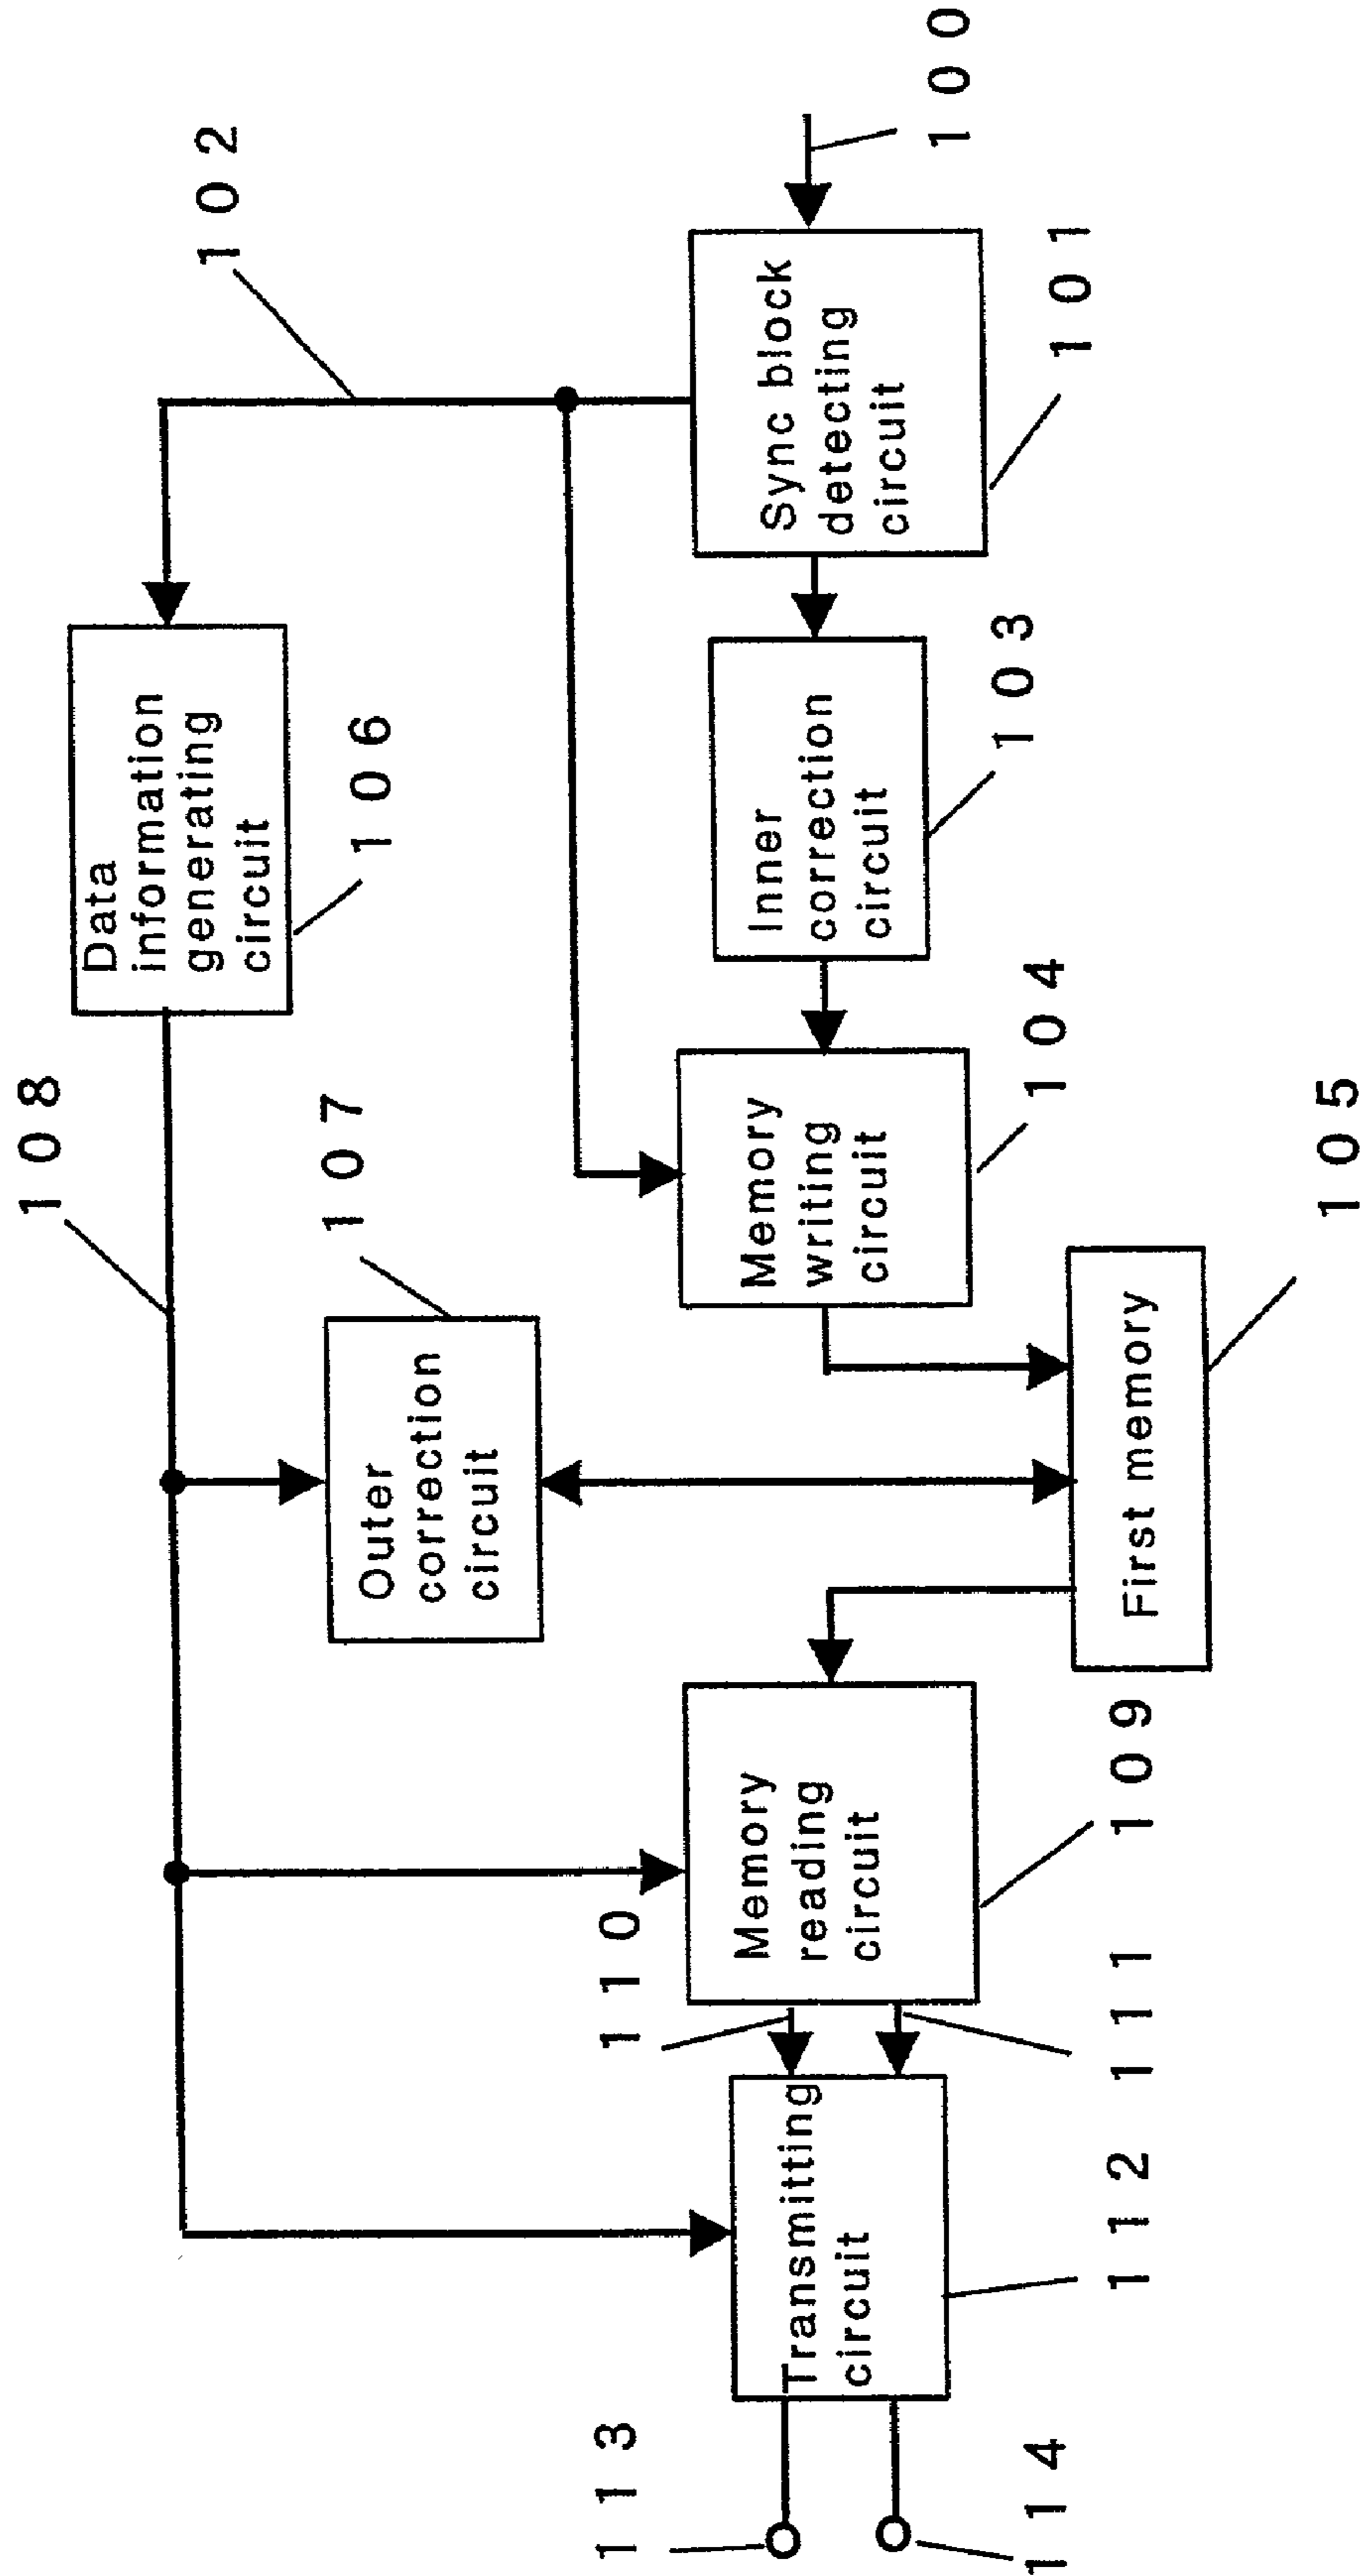 108
Data
information
generating
circuit
102
107
106
Outer
correction
circuit
113
110
Transmitting
circuit
Memory
reading
circuit
Memory
writing
circuit
Inner
correction
circuit
Sync block
detecting
circuit
100
114
112
111
109
104
103
101
First memory
105